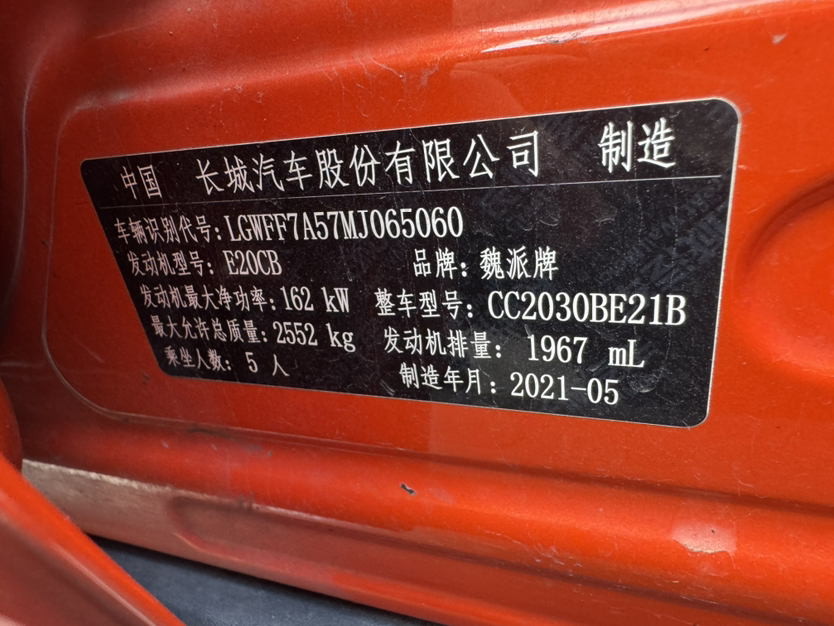 中国 长城汽车股份有限公司 制造
车辆识别代号: LGWFF7A57MJ065060
发动机型号: E20CB 品牌: 魏派牌
发动机最大净功率: 162 kW 整车型号: CC2030BE21B
最大允许总质量: 2552 kg 发动机排量: 1967 mL
乘坐人数: 5 人 制造年月: 2021-05